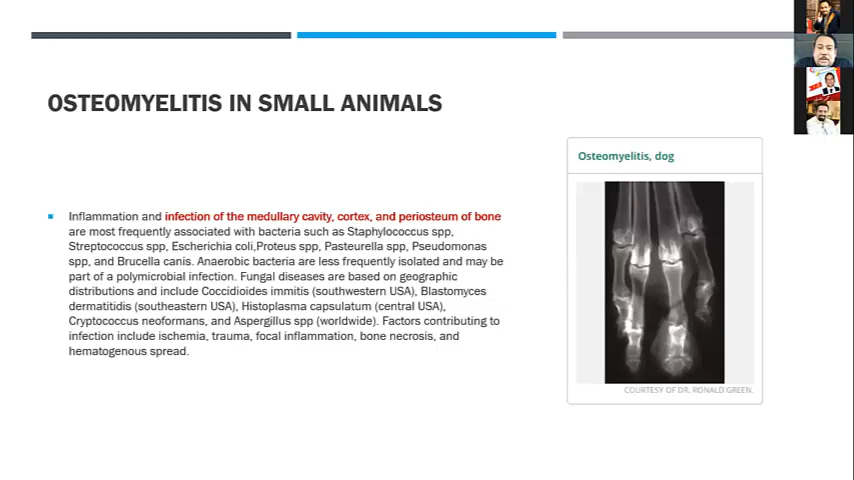 OSTEOMYELITIS IN SMALL ANIMALS
Inflammation and infection of the medullary cavity, cortex, and periosteum of bone
are most frequently associated with bacteria such as Staphylococcus spp,
Streptococcus spp, Escherichia coli,Proteus spp, Pasteurella spp, Pseudomonas
spp, and Brucella canis. Anaerobic bacteria are less frequently isolated and may be
part of a polymicrobial infection. Fungal diseases are based on geographic
distributions and include Coccidioides immitis (southwestern USA), Blastomyces
dermatitidis (southeastern USA), Histoplasma capsulatum (central USA),
Cryptococcus neoformans, and Aspergillus spp (worldwide). Factors contributing to
infection include ischemia, trauma, focal inflammation, bone necrosis, and
hematogenous spread.
Osteomyelitis, dog
COURTESY OF DR. RONALD GREEN.